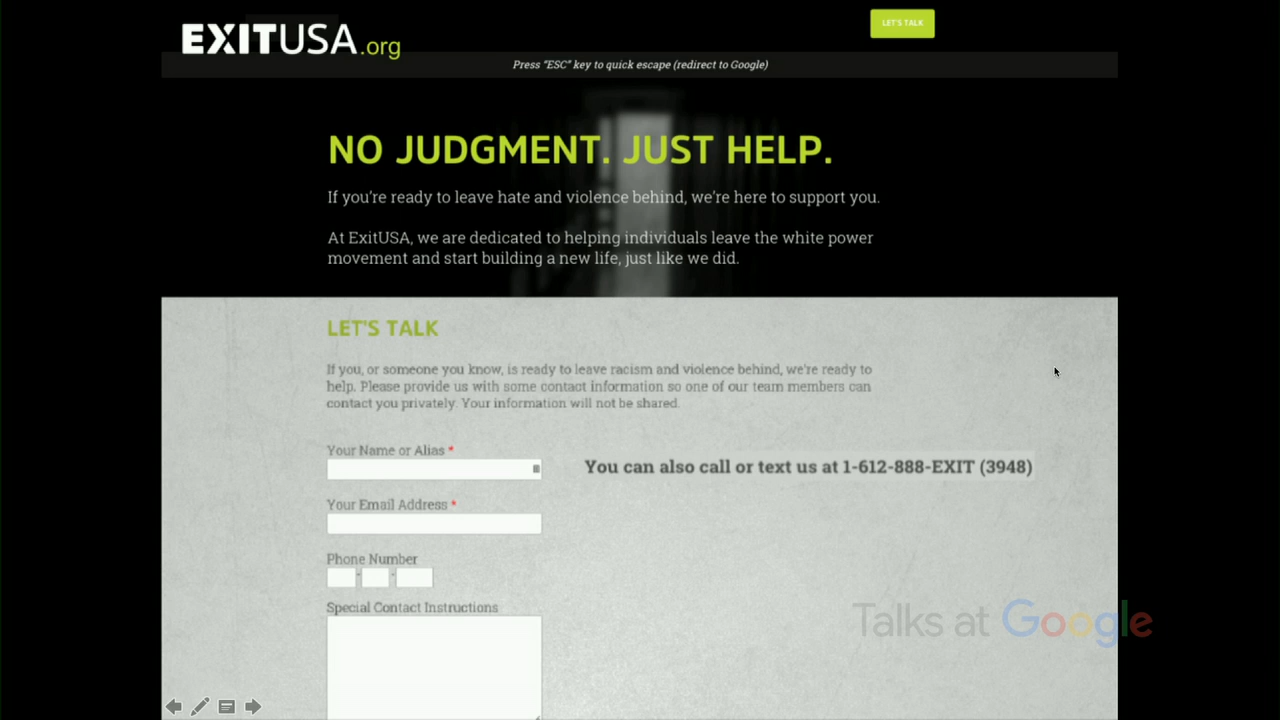 EXITUSA.org
LET'S TALK
Press "ESC" key to quick escape (redirect to Google)
NO JUDGMENT. JUST HELP.
If you're ready to leave hate and violence behind, we're here to support you.
At ExitUSA, we are dedicated to helping individuals leave the white power
movement and start building a new life, just like we did.
LET'S TALK
If you, or someone you know, is ready to leave racism and violence behind, we're ready to
help. Please provide us with some contact information so one of our team members can
contact you privately. Your information will not be shared.
Your Name or Alias *
You can also call or text us at 1-612-888-EXIT (3948)
Your Email Address *
Phone Number
- -
Special Contact Instructions
Talks at Google